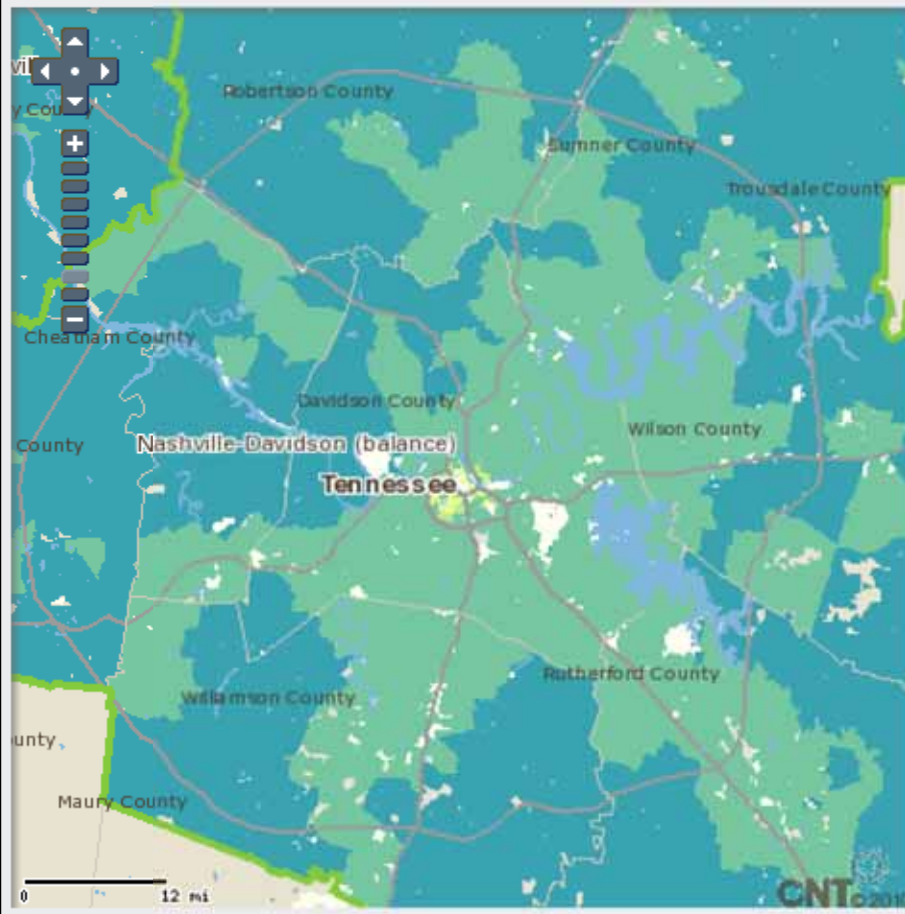 Robertson County
Sumner County
Trousdale County
Cheatham County
Davidson County
County
Nashville-Davidson (balance)
Wilson County
Tennessee
Rutherford County
Williamson County
Maury County
0 12 mi
CNT